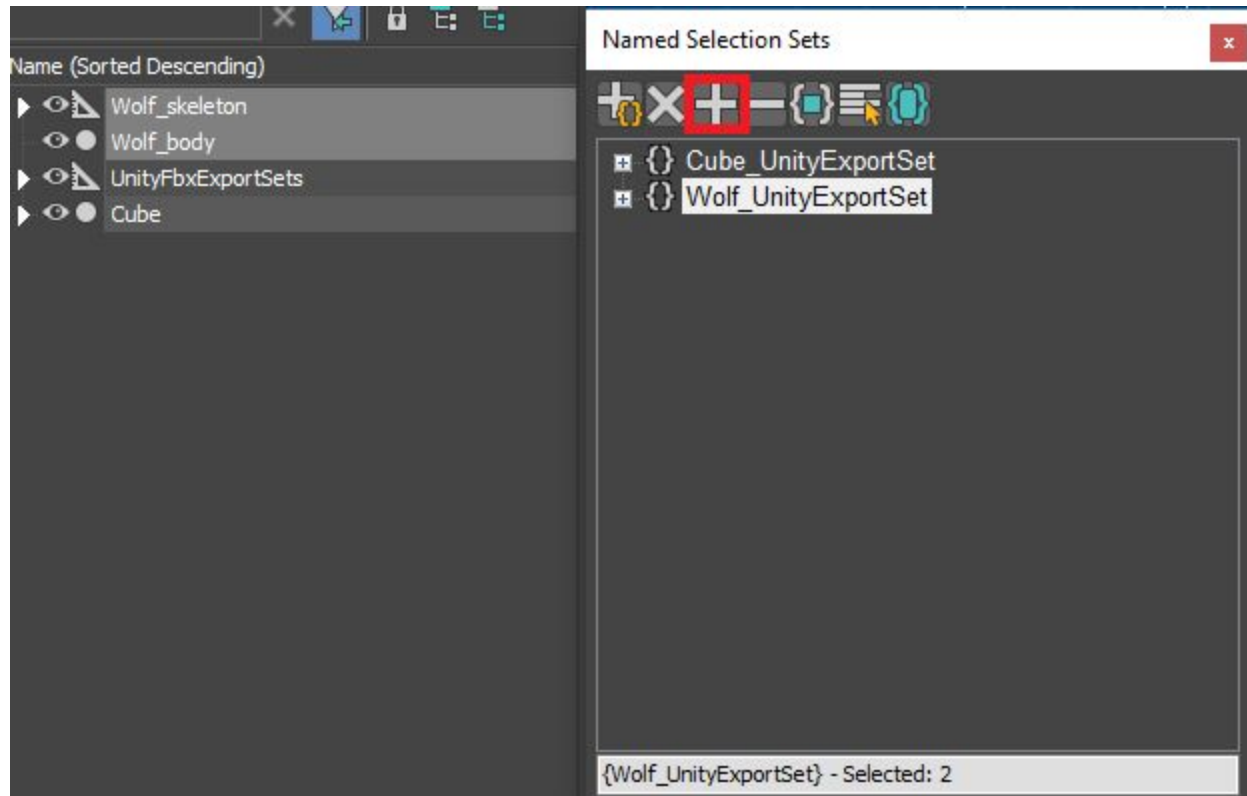 Name (Sorted Descending)
Wolf_skeleton
Wolf_body
UnityFbxExportSets
Cube
Named Selection Sets
x
Cube_UnityExportSet
Wolf_UnityExportSet
{Wolf_UnityExportSet} - Selected: 2